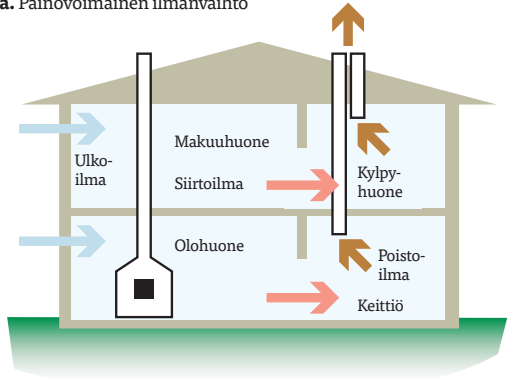 a. Painovoimainen ilmanvaihto
Ulko-
ilma
Makuuhuone
Siirtoilma
Kylpy-
huone
Olohuone
Poisto-
ilma
Keittiö